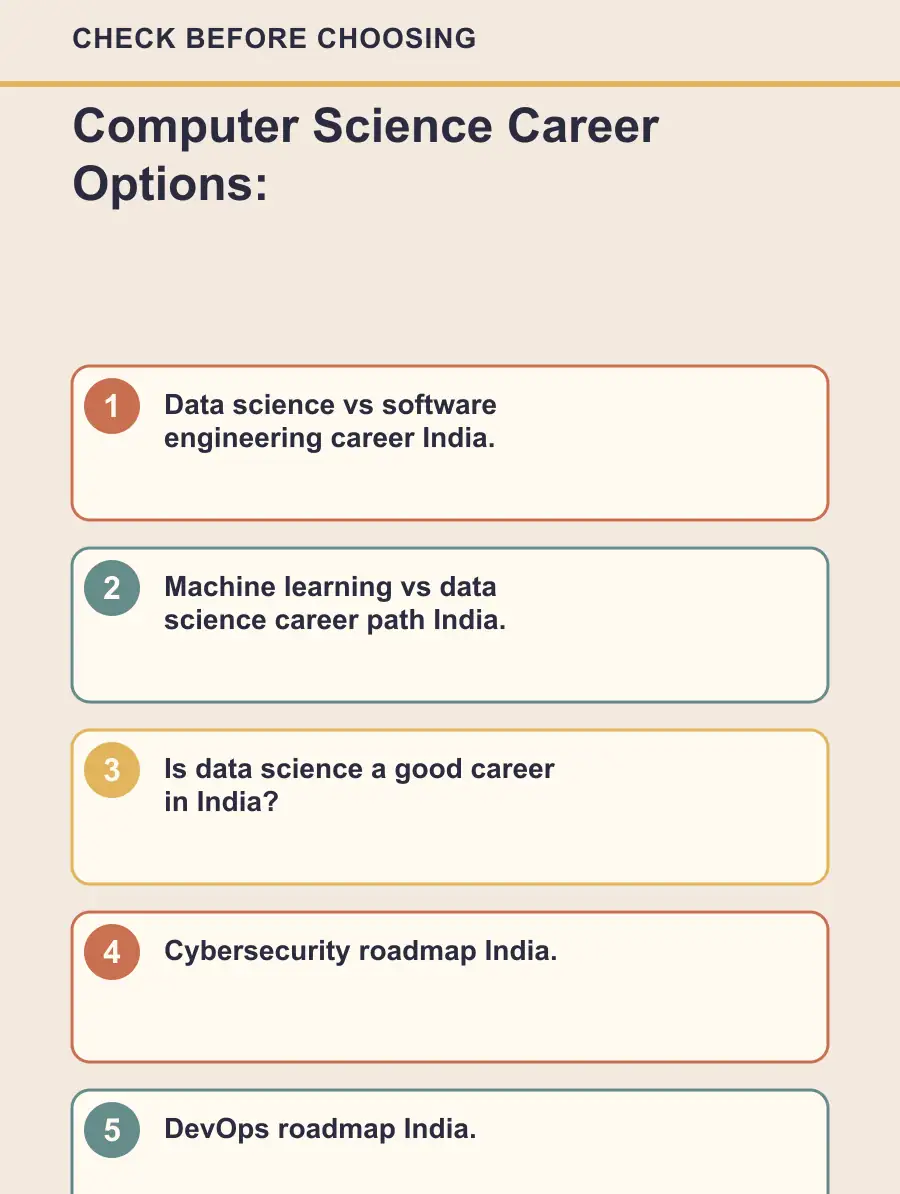 CHECK BEFORE CHOOSING
Computer Science Career
Options:
1
Data science vs software
engineering career India.
2
Machine learning vs data
science career path India.
3
Is data science a good career
in India?
4
Cybersecurity roadmap India.
5
DevOps roadmap India.